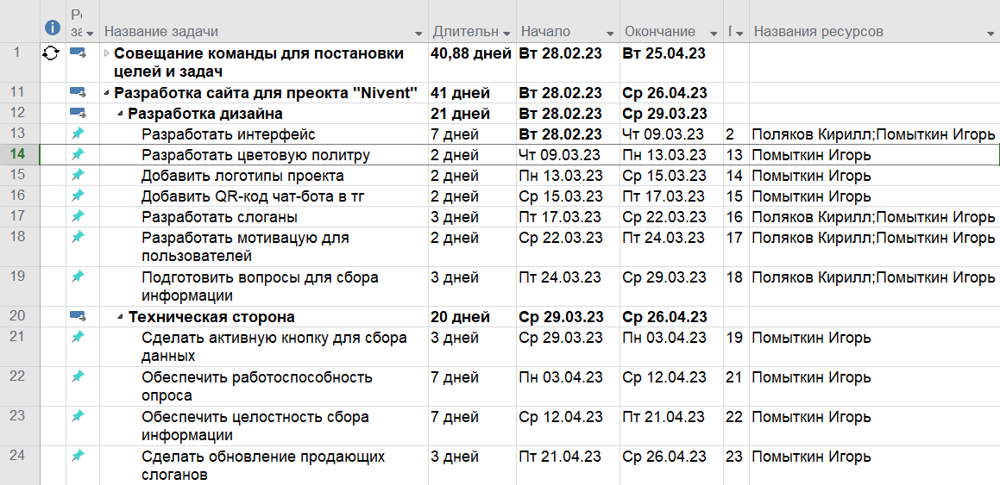 Ре
за
Название задачи
Длительн
Начало
Окончание
Названия ресурсов
1 Совещание команды для постановки 40,88 дней Вт 28.02.23 Вт 25.04.23
целей и задач
11 Разработка сайта для преокта "Nivent" 41 дней Вт 28.02.23 Ср 26.04.23
12 Разработка дизайна 21 дней Вт 28.02.23 Ср 29.03.23
13 Разработать интерфейс 7 дней Вт 28.02.23 Чт 09.03.23 2 Поляков Кирилл;Помыткин Игорь
14 Разработать цветовую политру 2 дней Чт 09.03.23 Пн 13.03.23 13 Помыткин Игорь
15 Добавить логотипы проекта 2 дней Пн 13.03.23 Ср 15.03.23 14 Помыткин Игорь
16 Добавить QR-код чат-бота в тг 2 дней Ср 15.03.23 Пт 17.03.23 15 Помыткин Игорь
17 Разработать слоганы 3 дней Пт 17.03.23 Ср 22.03.23 16 Поляков Кирилл;Помыткин Игорь
18 Разработать мотивацую для 2 дней Ср 22.03.23 Пт 24.03.23 17 Поляков Кирилл;Помыткин Игорь
пользователей
19 Подготовить вопросы для сбора 3 дней Пт 24.03.23 Ср 29.03.23 18 Поляков Кирилл;Помыткин Игорь
информации
20 Техническая сторона 20 дней Ср 29.03.23 Ср 26.04.23
21 Сделать активную кнопку для сбора 3 дней Ср 29.03.23 Пн 03.04.23 19 Помыткин Игорь
данных
22 Обеспечить работоспособность 7 дней Пн 03.04.23 Ср 12.04.23 21 Помыткин Игорь
опроса
23 Обеспечить целостность сбора 7 дней Ср 12.04.23 Пт 21.04.23 22 Помыткин Игорь
информации
24 Сделать обновление продающих 3 дней Пт 21.04.23 Ср 26.04.23 23 Помыткин Игорь
слоганов